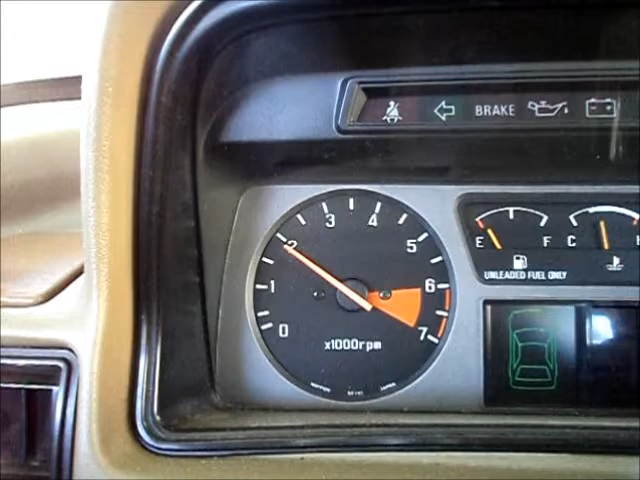 BRAKE
0 1 2 3 4 5 6 7
x1000rpm
E F C
UNLEADED FUEL ONLY